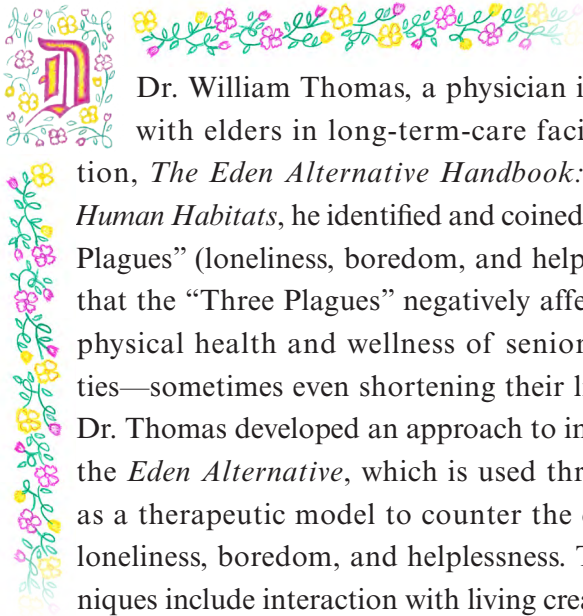 D
Dr. William Thomas, a physician i
with elders in long-term-care faci
tion, The Eden Alternative Handbook:
Human Habitats, he identified and coined
Plagues” (loneliness, boredom, and help
that the “Three Plagues” negatively affe
physical health and wellness of senior
ties—sometimes even shortening their l
Dr. Thomas developed an approach to in
the Eden Alternative, which is used thr
as a therapeutic model to counter the
loneliness, boredom, and helplessness. T
niques include interaction with living crea